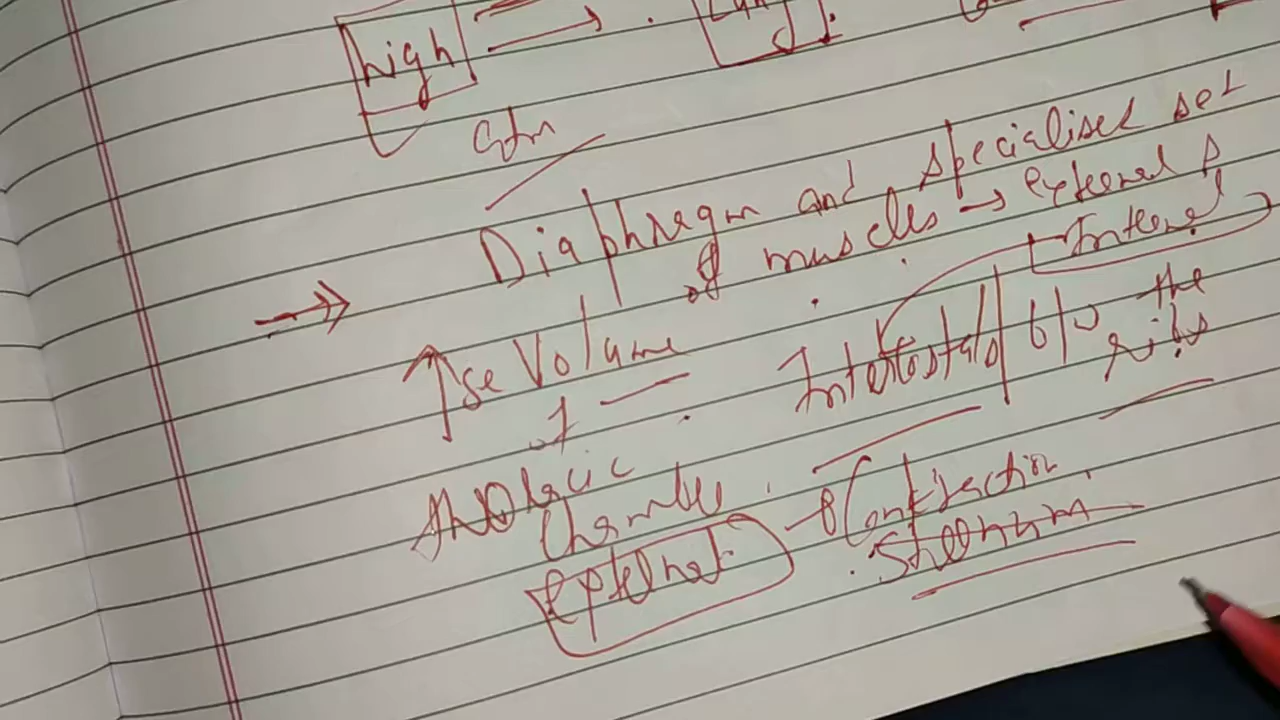 high
Diaphragm and specialised set
of muscles → external &
Internal
↑se Volume
of
Intercostals b/w the
ribs
thoracic
chamber
Contraction
external
sternum